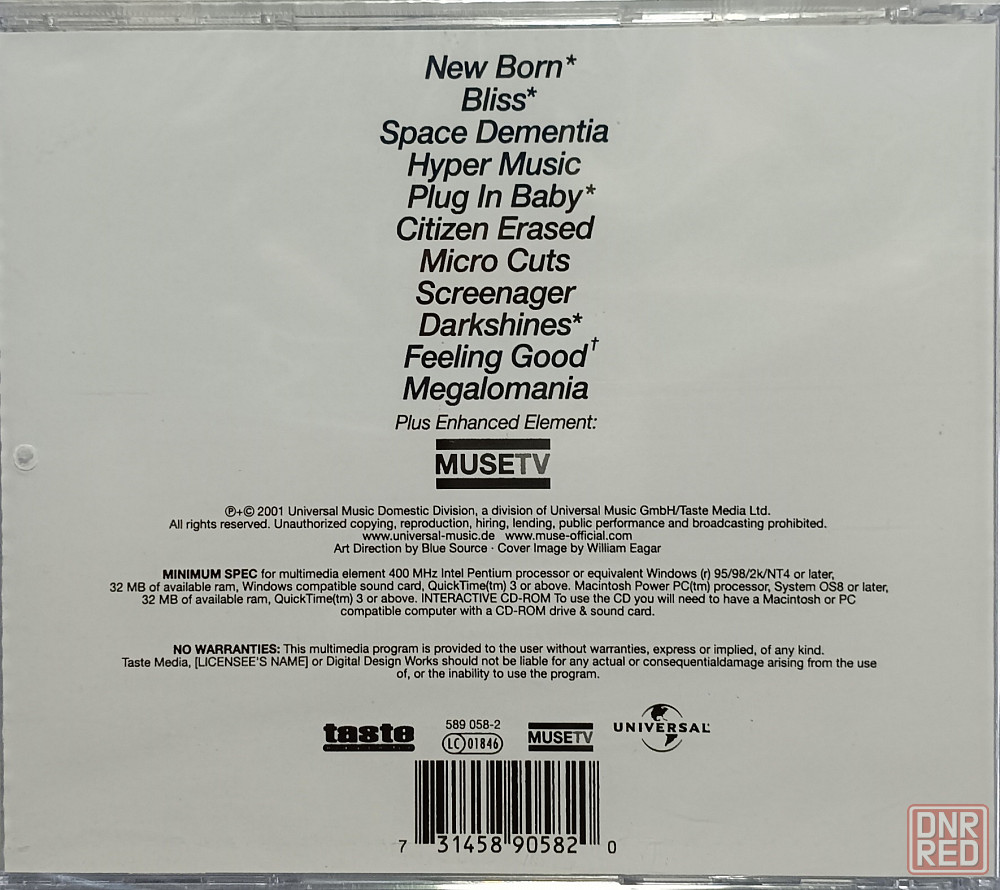 New Born*
Bliss*
Space Dementia
Hyper Music
Plug In Baby*
Citizen Erased
Micro Cuts
Screenager
Darkshines*
Feeling Good†
Megalomania
Plus Enhanced Element:
MUSETV
℗+© 2001 Universal Music Domestic Division, a division of Universal Music GmbH/Taste Media Ltd.
All rights reserved. Unauthorized copying, reproduction, hiring, lending, public performance and broadcasting prohibited.
www.universal-music.de www.muse-official.com
Art Direction by Blue Source · Cover Image by William Eagar
MINIMUM SPEC for multimedia element 400 MHz Intel Pentium processor or equivalent Windows (r) 95/98/2k/NT4 or later,
32 MB of available ram, Windows compatible sound card, QuickTime(tm) 3 or above. Macintosh Power PC(tm) processor, System OS8 or later,
32 MB of available ram, QuickTime(tm) 3 or above. INTERACTIVE CD-ROM To use the CD you will need to have a Macintosh or PC
compatible computer with a CD-ROM drive & sound card.
NO WARRANTIES: This multimedia program is provided to the user without warranties, express or implied, of any kind.
Taste Media, [LICENSEE'S NAME] or Digital Design Works should not be liable for any actual or consequentialdamage arising from the use
of, or the inability to use the program.
taste
589 058-2
LC 01846
MUSETV
UNIVERSAL
7 31458 90582 0
DNR
RED